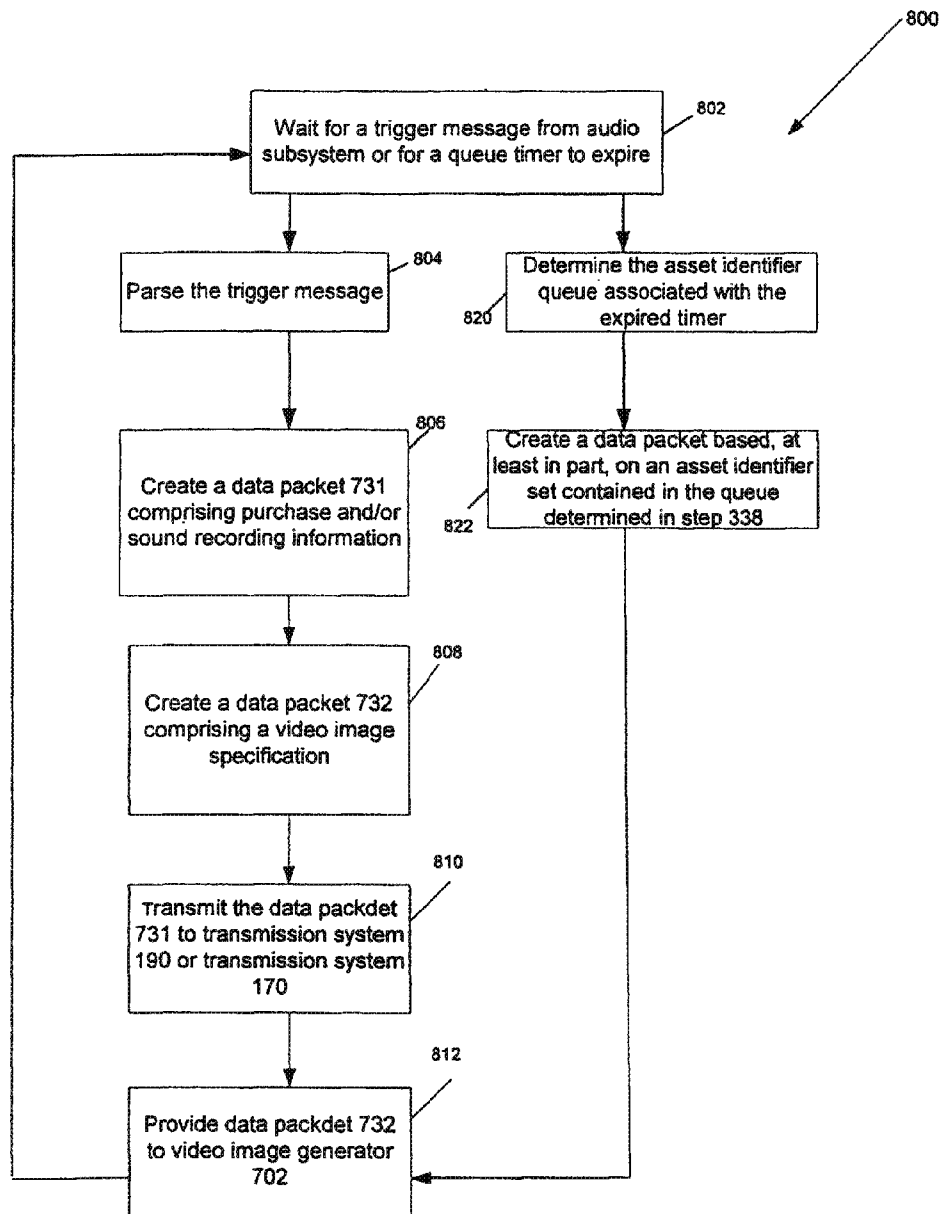 800
802
Wait for a trigger message from audio
subsystem or for a queue timer to expire
804
Parse the trigger message
Determine the asset identifier
queue associated with the
expired timer
820
806
Create a data packet 731
comprising purchase and/or
sound recording information
Create a data packet based, at
least in part, on an asset identifier
set contained in the queue
determined in step 338
822
808
Create a data packet 732
comprising a video image
specification
810
Transmit the data packdet
731 to transmission system
190 or transmission system
170
812
Provide data packdet 732
to video image generator
702